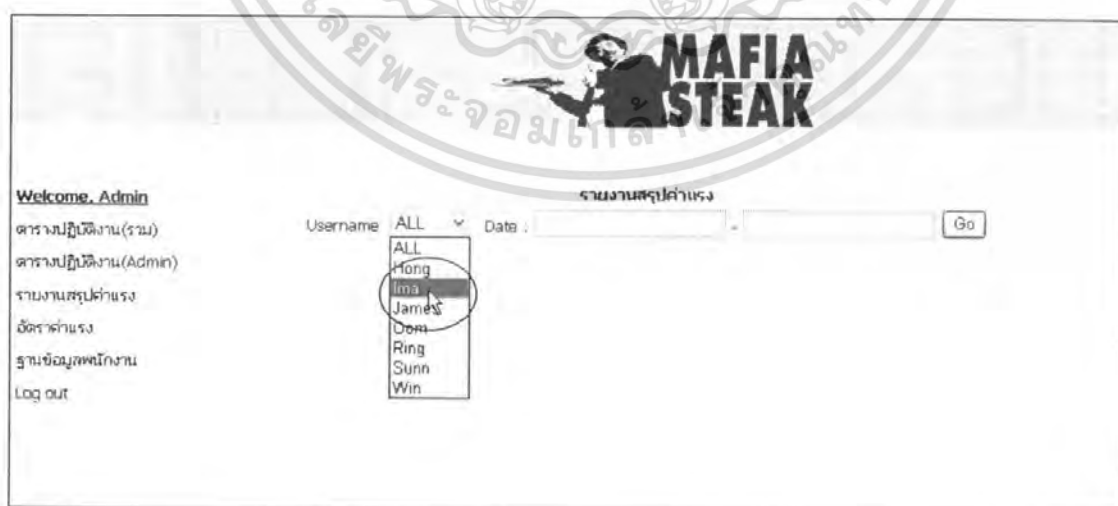 MAFIA
STEAK
Welcome, Admin
รายงานสรุปค่าแรง
ตารางปฏิบัติงาน(รวม)
Username ALL Date : - Go
ALL
ตารางปฏิบัติงาน(Admin)
Hong
Ima
รายงานสรุปค่าแรง
James
อัตราค่าแรง
Oom
Ring
ฐานข้อมูลพนักงาน
Sunn
Win
Log out